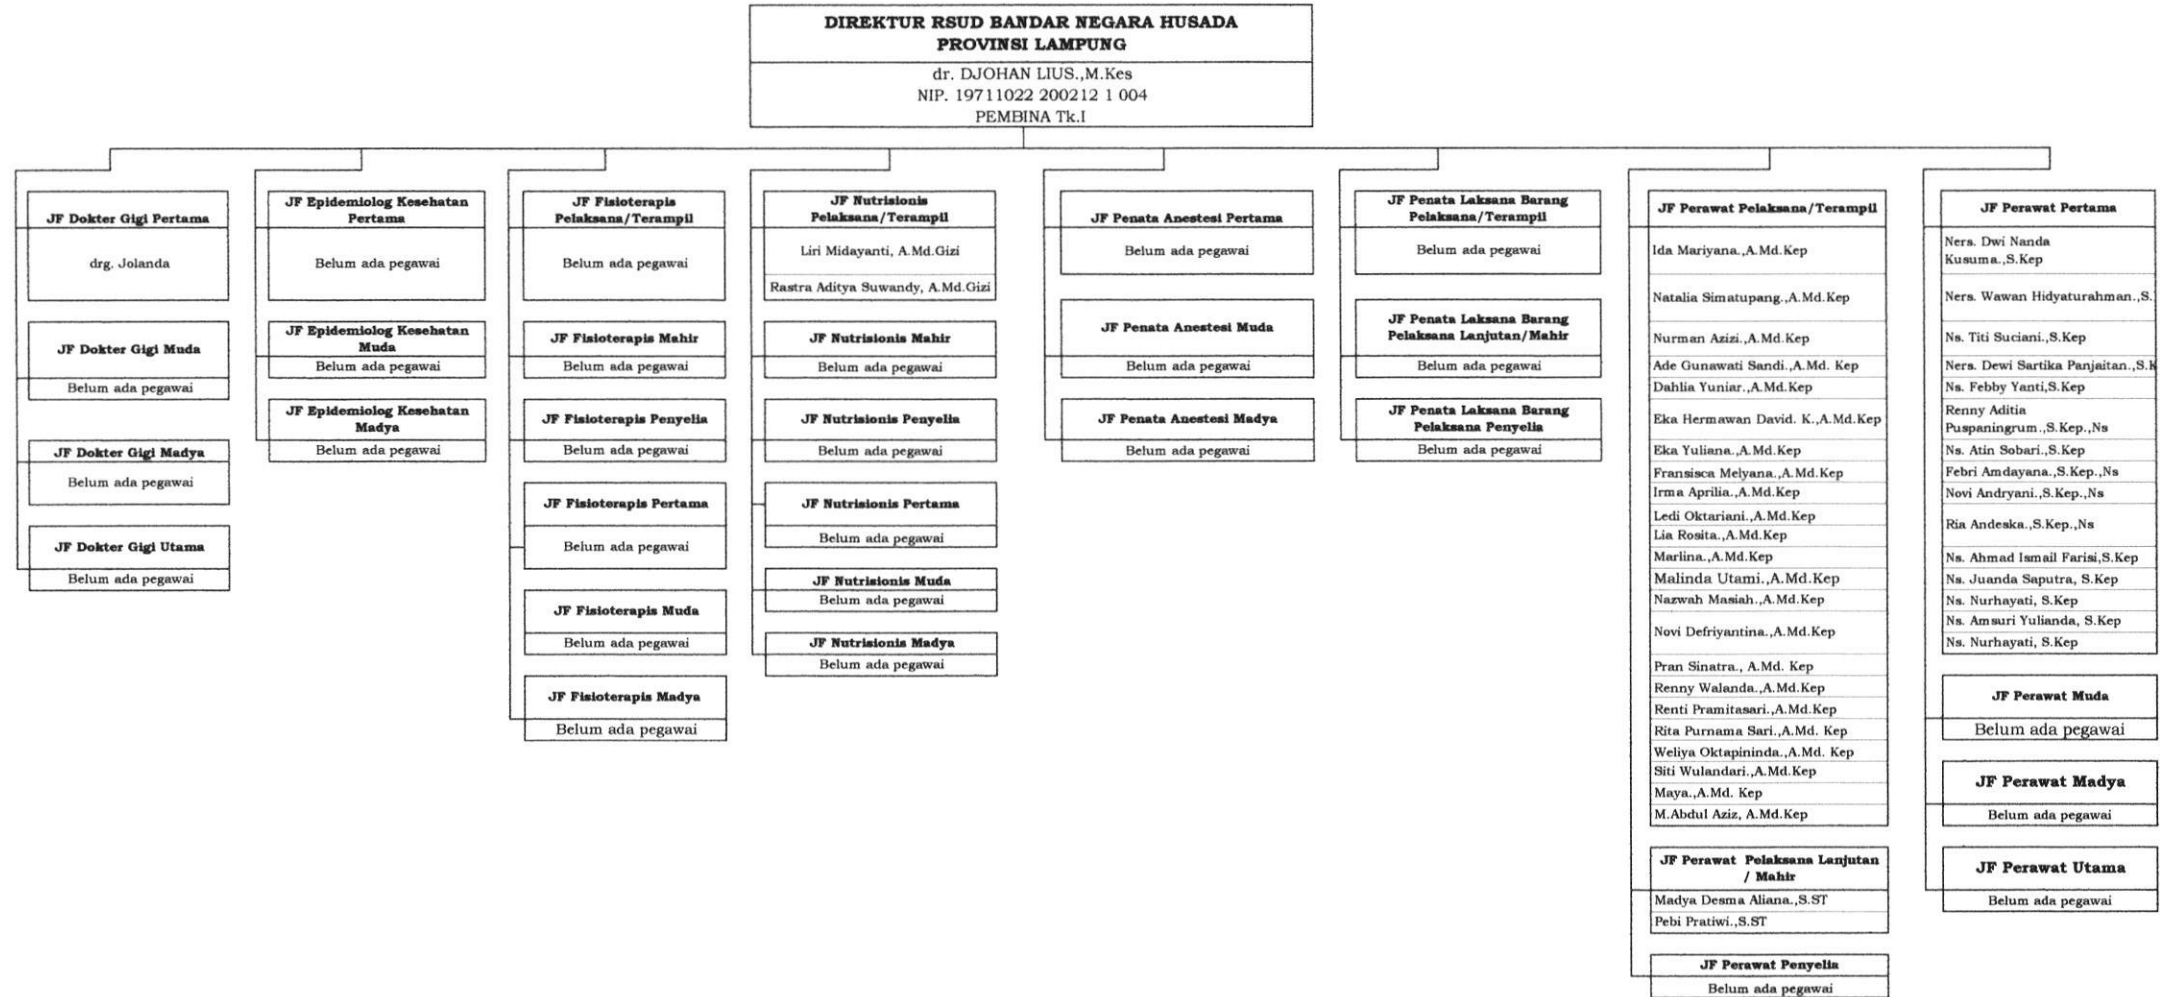 DIREKTUR RSUD BANDAR NEGARA HUSADA
PROVINSI LAMPUNG
dr. DJOHAN LIUS.,M.Kes
NIP. 19711022 200212 1 004
PEMBINA Tk.I
JF Dokter Gigi Pertama
drg. Jolanda
JF Dokter Gigi Muda
Belum ada pegawai
JF Dokter Gigi Madya
Belum ada pegawai
JF Dokter Gigi Utama
Belum ada pegawai
JF Epidemiolog Kesehatan
Pertama
Belum ada pegawai
JF Epidemiolog Kesehatan
Muda
Belum ada pegawai
JF Epidemiolog Kesehatan
Madya
Belum ada pegawai
JF Fisioterapis
Pelaksana/Terampil
Belum ada pegawai
JF Fisioterapis Mahir
Belum ada pegawai
JF Fisioterapis Penyelia
Belum ada pegawai
JF Fisioterapis Pertama
Belum ada pegawai
JF Fisioterapis Muda
Belum ada pegawai
JF Fisioterapis Madya
Belum ada pegawai
JF Nutrisionis
Pelaksana/Terampil
Liri Midayanti, A.Md.Gizi
Rastra Aditya Suwandy, A.Md.Gizi
JF Nutrisionis Mahir
Belum ada pegawai
JF Nutrisionis Penyelia
Belum ada pegawai
JF Nutrisionis Pertama
Belum ada pegawai
JF Nutrisionis Muda
Belum ada pegawai
JF Nutrisionis Madya
Belum ada pegawai
JF Penata Anestesi Pertama
Belum ada pegawai
JF Penata Anestesi Muda
Belum ada pegawai
JF Penata Anestesi Madya
Belum ada pegawai
JF Penata Laksana Barang
Pelaksana/Terampil
Belum ada pegawai
JF Penata Laksana Barang
Pelaksana Lanjutan/Mahir
Belum ada pegawai
JF Penata Laksana Barang
Pelaksana Penyelia
Belum ada pegawai
JF Perawat Pelaksana/Terampil
Ida Mariyana.,A.Md.Kep
Natalia Simatupang.,A.Md.Kep
Nurman Azizi.,A.Md.Kep
Ade Gunawati Sandi.,A.Md. Kep
Dahlia Yuniar.,A.Md.Kep
Eka Hermawan David. K.,A.Md.Kep
Eka Yuliana.,A.Md.Kep
Fransisca Melyana.,A.Md.Kep
Irma Aprilia.,A.Md.Kep
Ledi Oktariani.,A.Md.Kep
Lia Rosita.,A.Md.Kep
Marlina.,A.Md.Kep
Malinda Utami.,A.Md.Kep
Nazwah Masiah.,A.Md.Kep
Novi Defriyantina.,A.Md.Kep
Pran Sinatra., A.Md. Kep
Renny Walanda.,A.Md.Kep
Renti Pramitasari.,A.Md.Kep
Rita Purnama Sari.,A.Md. Kep
Weliya Oktapininda.,A.Md. Kep
Siti Wulandari.,A.Md.Kep
Maya.,A.Md. Kep
M.Abdul Aziz, A.Md.Kep
JF Perawat Pelaksana Lanjutan
/ Mahir
Madya Desma Aliana.,S.ST
Pebi Pratiwi.,S.ST
JF Perawat Penyelia
Belum ada pegawai
JF Perawat Pertama
Ners. Dwi Nanda
Kusuma.,S.Kep
Ners. Wawan Hidyaturahman.,S.
Ns. Titi Suciani.,S.Kep
Ners. Dewi Sartika Panjaitan.,S.K
Ns. Febby Yanti,S.Kep
Renny Aditia
Puspaningrum.,S.Kep.,Ns
Ns. Atin Sobari.,S.Kep
Febri Amdayana.,S.Kep.,Ns
Novi Andryani.,S.Kep.,Ns
Ria Andeska.,S.Kep.,Ns
Ns. Ahmad Ismail Farisi,S.Kep
Ns. Juanda Saputra, S.Kep
Ns. Nurhayati, S.Kep
Ns. Amsuri Yulianda, S.Kep
Ns. Nurhayati, S.Kep
JF Perawat Muda
Belum ada pegawai
JF Perawat Madya
Belum ada pegawai
JF Perawat Utama
Belum ada pegawai